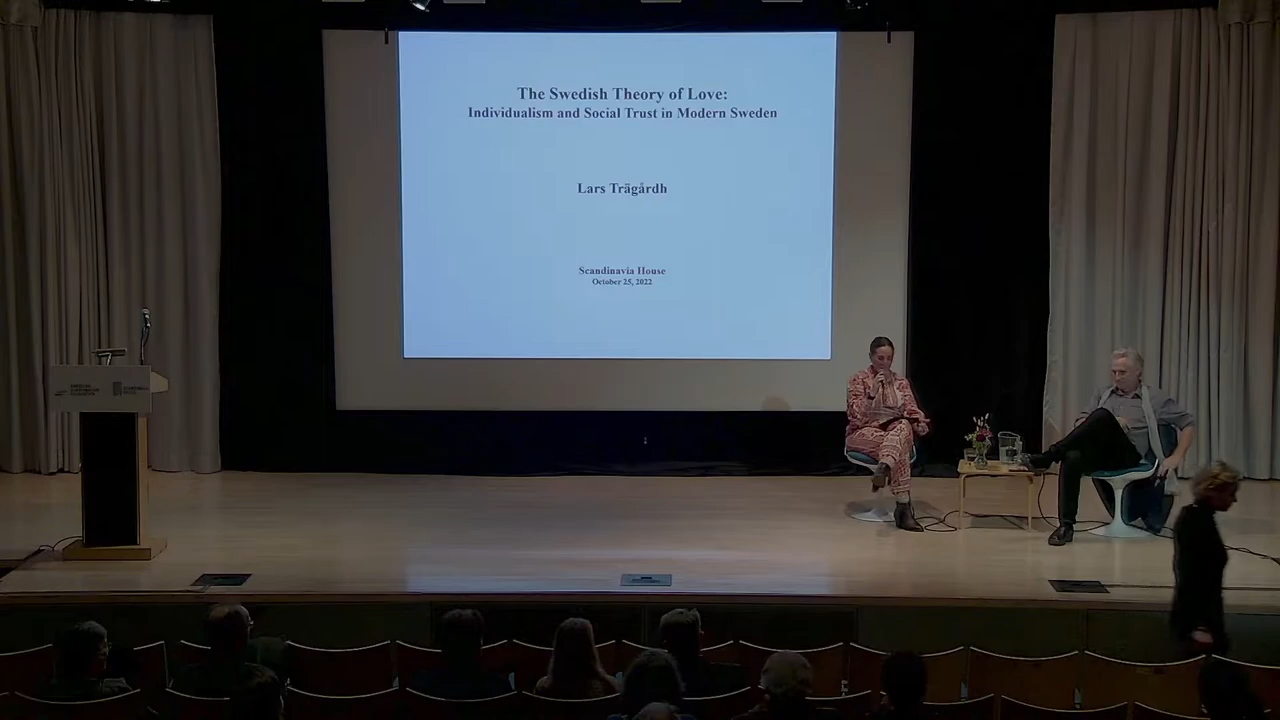 The Swedish Theory of Love:
Individualism and Social Trust in Modern Sweden
Lars Trägårdh
Scandinavia House
October 25, 2022